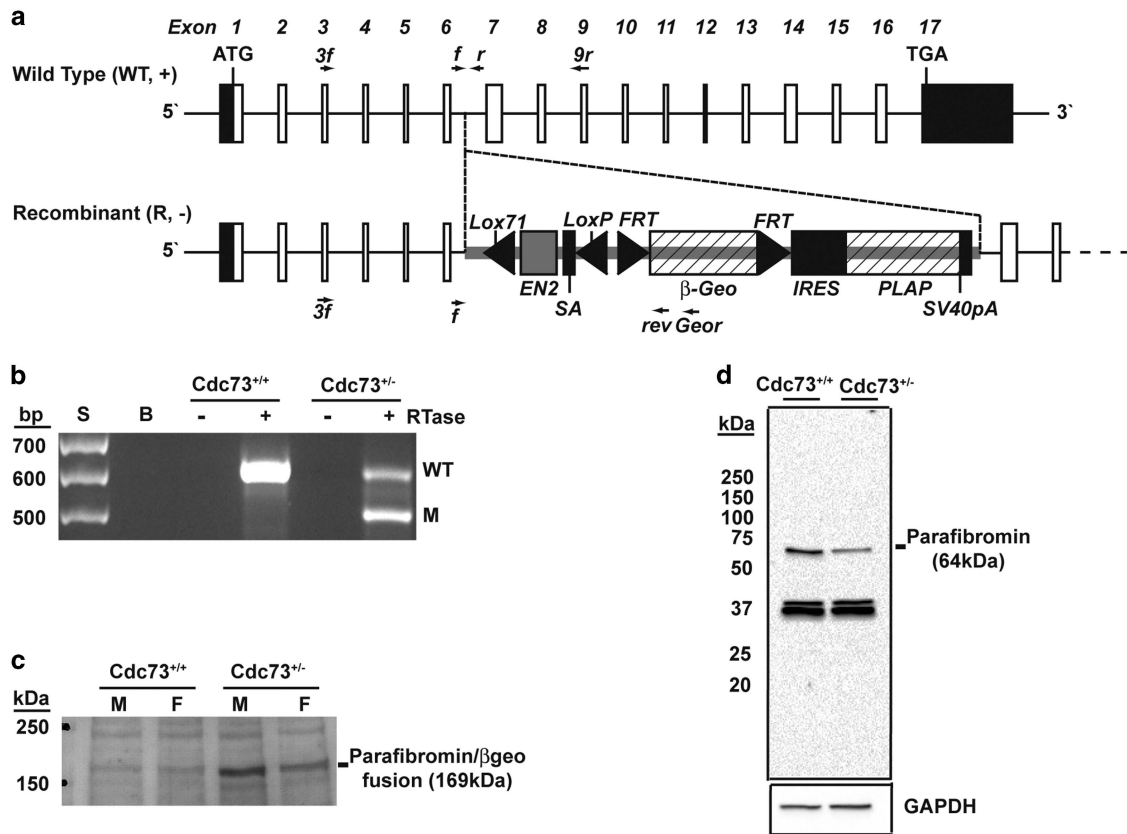 a
Exon 1 2 3 4 5 6 7 8 9 10 11 12 13 14 15 16 17
ATG 3f f r 9r TGA
Wild Type (WT, +)
5` 3`
Recombinant (R, -)
Lox71 LoxP FRT FRT
5`
EN2 SA β-Geo IRES PLAP SV40pA
3f f rev Geor
b
Cdc73+/+ Cdc73+/-
bp S B - + - + RTase
700
600 WT
500 M
c
Cdc73+/+ Cdc73+/-
kDa M F M F
250
Parafibromin/βgeo
fusion (169kDa)
150
d
Cdc73+/+ Cdc73+/-
kDa
250
150
100
75
Parafibromin
(64kDa)
50
37
25
20
GAPDH